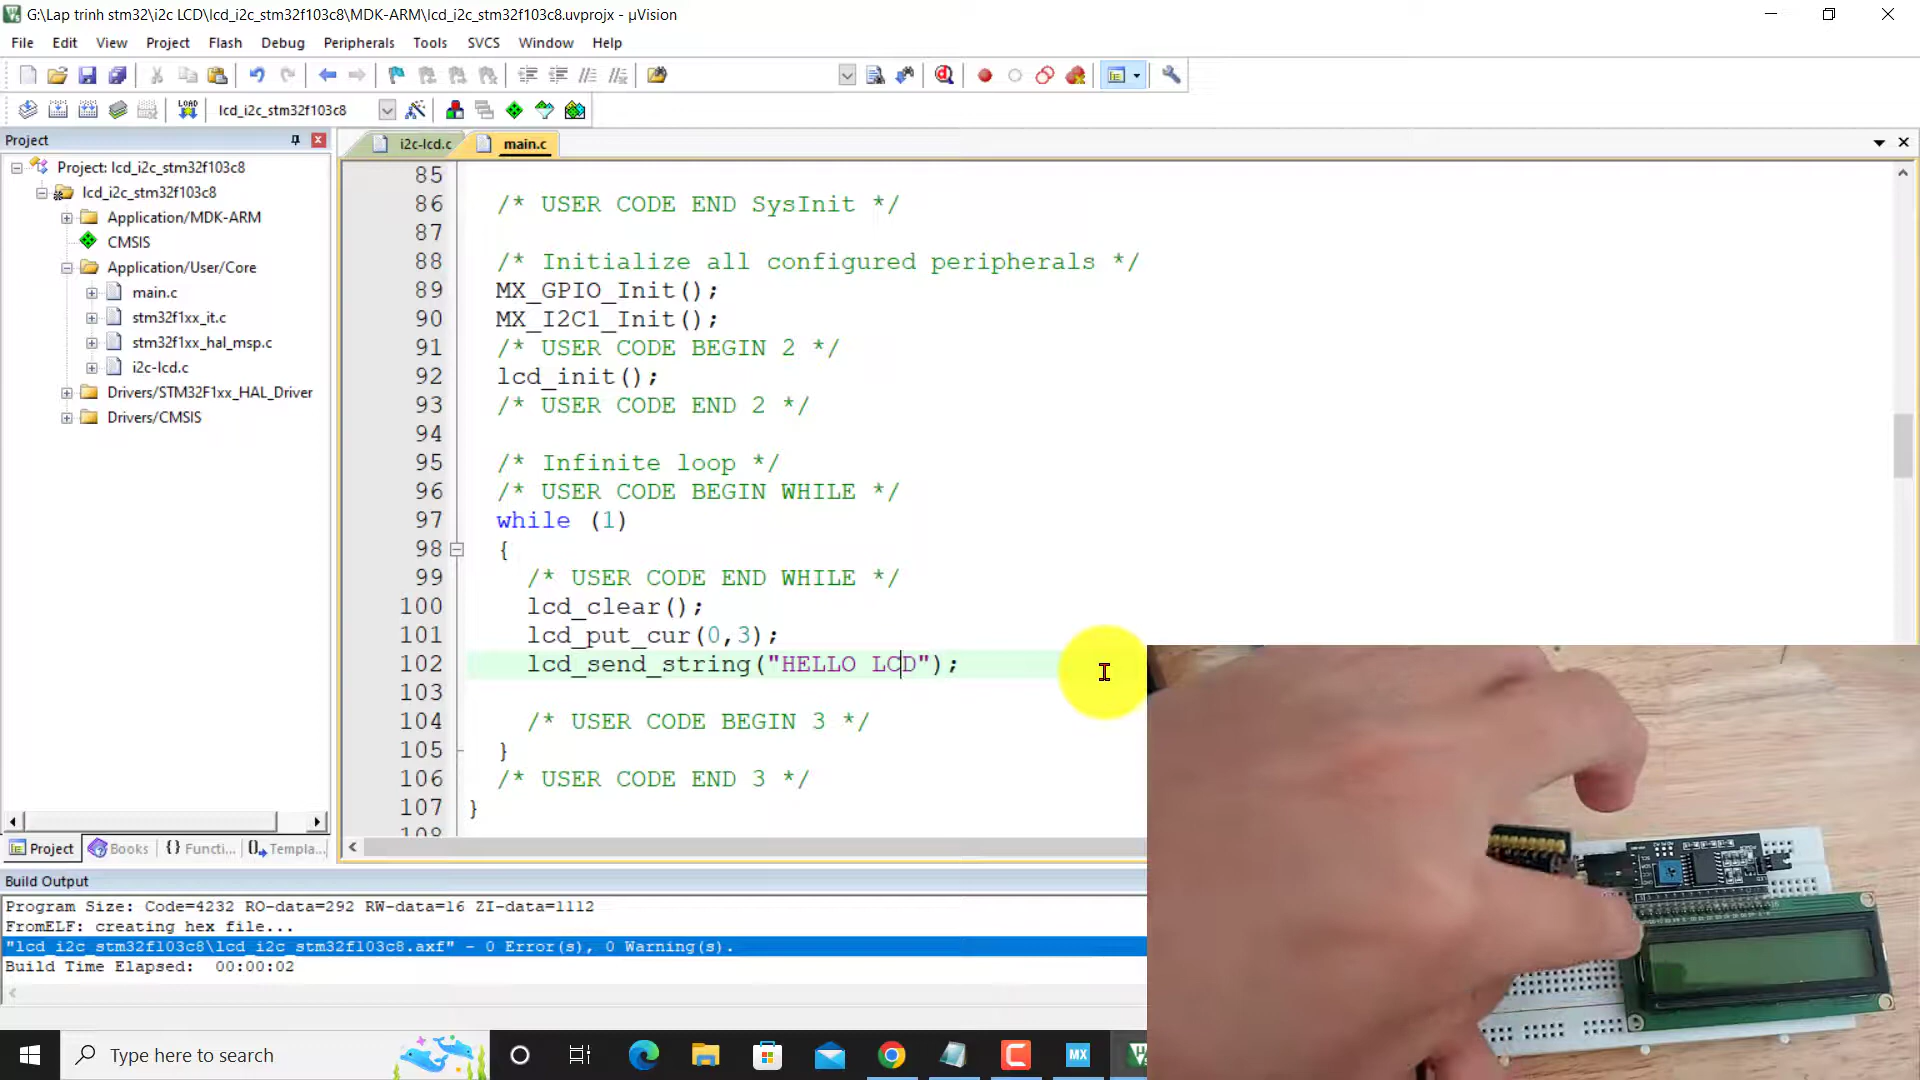 G:\Lap trinh stm32\i2c LCD\lcd_i2c_stm32f103c8\MDK-ARM\lcd_i2c_stm32f103c8.uvprojx - µVision
File Edit View Project Flash Debug Peripherals Tools SVCS Window Help
LOAD lcd_i2c_stm32f103c8
Project
Project: lcd_i2c_stm32f103c8
lcd_i2c_stm32f103c8
Application/MDK-ARM
CMSIS
Application/User/Core
main.c
stm32f1xx_it.c
stm32f1xx_hal_msp.c
i2c-lcd.c
Drivers/STM32F1xx_HAL_Driver
Drivers/CMSIS
Project Books {} Functi... Templa...
i2c-lcd.c main.c
85
86 /* USER CODE END SysInit */
87
88 /* Initialize all configured peripherals */
89 MX_GPIO_Init();
90 MX_I2C1_Init();
91 /* USER CODE BEGIN 2 */
92 lcd_init();
93 /* USER CODE END 2 */
94
95 /* Infinite loop */
96 /* USER CODE BEGIN WHILE */
97 while (1)
98 {
99 /* USER CODE END WHILE */
100 lcd_clear();
101 lcd_put_cur(0,3);
102 lcd_send_string("HELLO LCD");
103
104 /* USER CODE BEGIN 3 */
105 }
106 /* USER CODE END 3 */
107 }
108
Build Output
Program Size: Code=4232 RO-data=292 RW-data=16 ZI-data=1112
FromELF: creating hex file...
"lcd_i2c_stm32f103c8\lcd_i2c_stm32f103c8.axf" - 0 Error(s), 0 Warning(s).
Build Time Elapsed: 00:00:02
Type here to search
MX